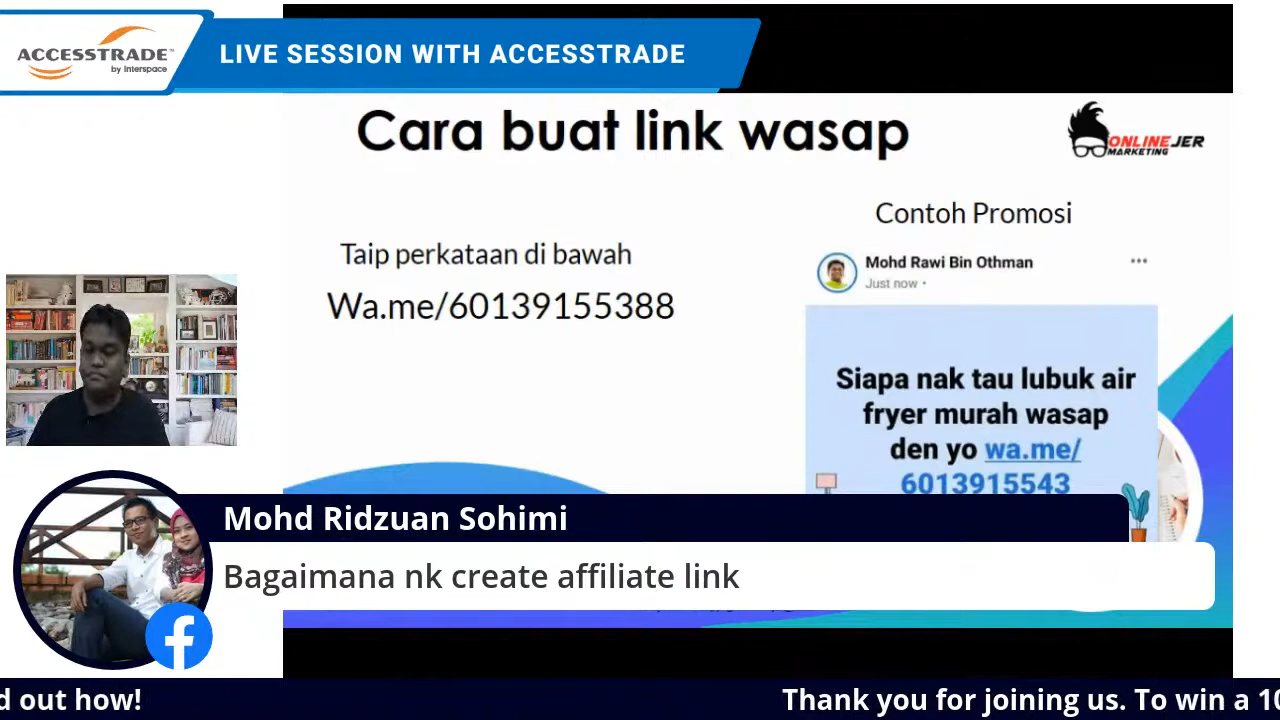 ACCESSTRADE
by Interspace
LIVE SESSION WITH ACCESSTRADE
Cara buat link wasap
ONLINE JER
MARKETING
Contoh Promosi
Taip perkataan di bawah
Wa.me/60139155388
Mohd Rawi Bin Othman
Just now
Siapa nak tau lubuk air
fryer murah wasap
den yo wa.me/
6013915543
Mohd Ridzuan Sohimi
Bagaimana nk create affiliate link
d out how!
Thank you for joining us. To win a 10